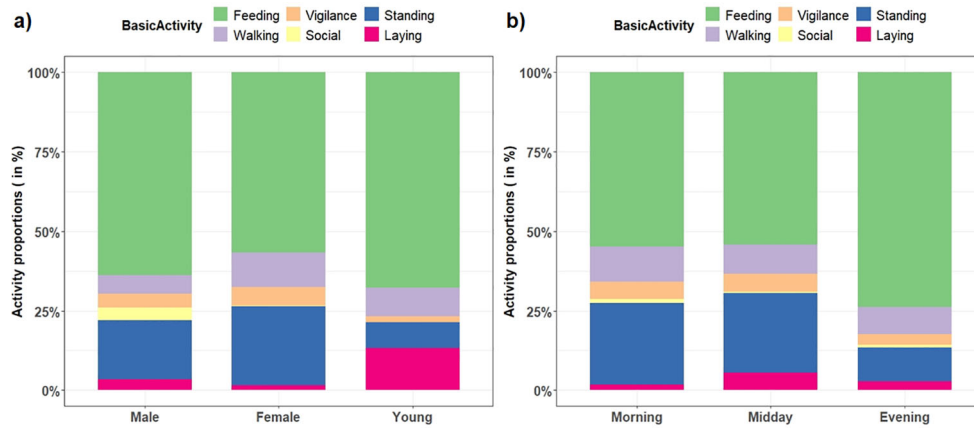 a)
BasicActivity
Feeding Vigilance Standing
Walking Social Laying
Activity proportions ( in %)
100%
75%
50%
25%
0%
Male Female Young
b)
BasicActivity
Feeding Vigilance Standing
Walking Social Laying
Activity proportions ( in %)
100%
75%
50%
25%
0%
Morning Midday Evening